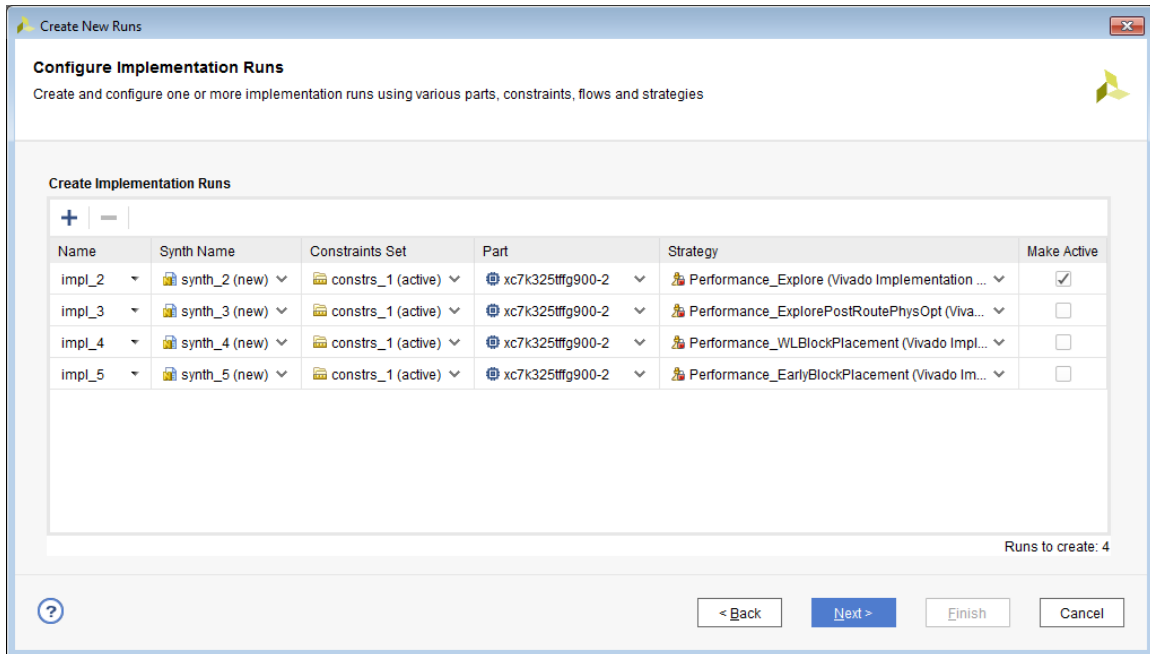 Create New Runs
Configure Implementation Runs
Create and configure one or more implementation runs using various parts, constraints, flows and strategies
Create Implementation Runs
Name Synth Name Constraints Set Part Strategy Make Active
impl_2 synth_2 (new) constrs_1 (active) xc7k325tffg900-2 Performance_Explore (Vivado Implementation ...
impl_3 synth_3 (new) constrs_1 (active) xc7k325tffg900-2 Performance_ExplorePostRoutePhysOpt (Viva...
impl_4 synth_4 (new) constrs_1 (active) xc7k325tffg900-2 Performance_WLBlockPlacement (Vivado Impl...
impl_5 synth_5 (new) constrs_1 (active) xc7k325tffg900-2 Performance_EarlyBlockPlacement (Vivado Im...
Runs to create: 4
? < Back Next > Finish Cancel